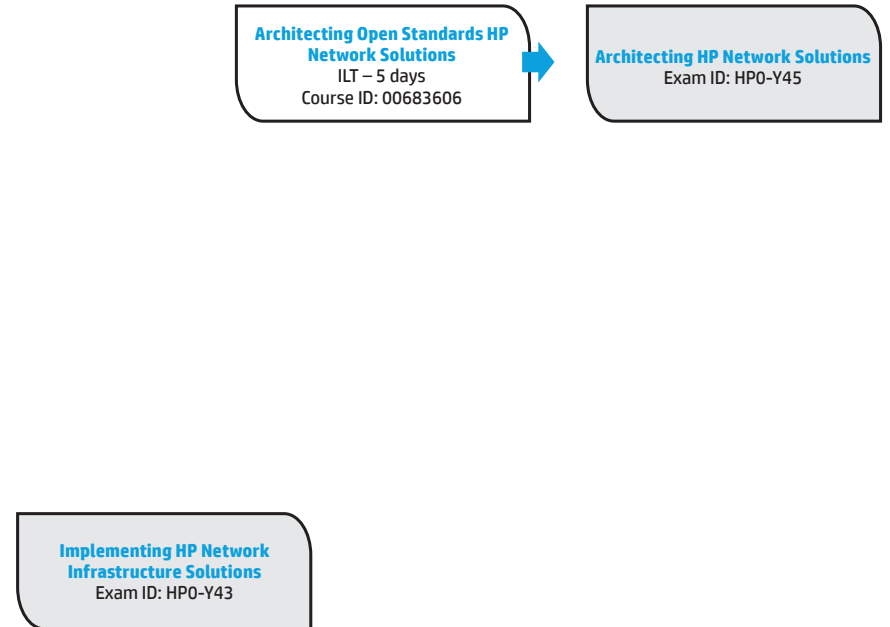 Architecting Open Standards HP
Network Solutions
ILT – 5 days
Course ID: 00683606
Architecting HP Network Solutions
Exam ID: HP0-Y45
Implementing HP Network
Infrastructure Solutions
Exam ID: HP0-Y43